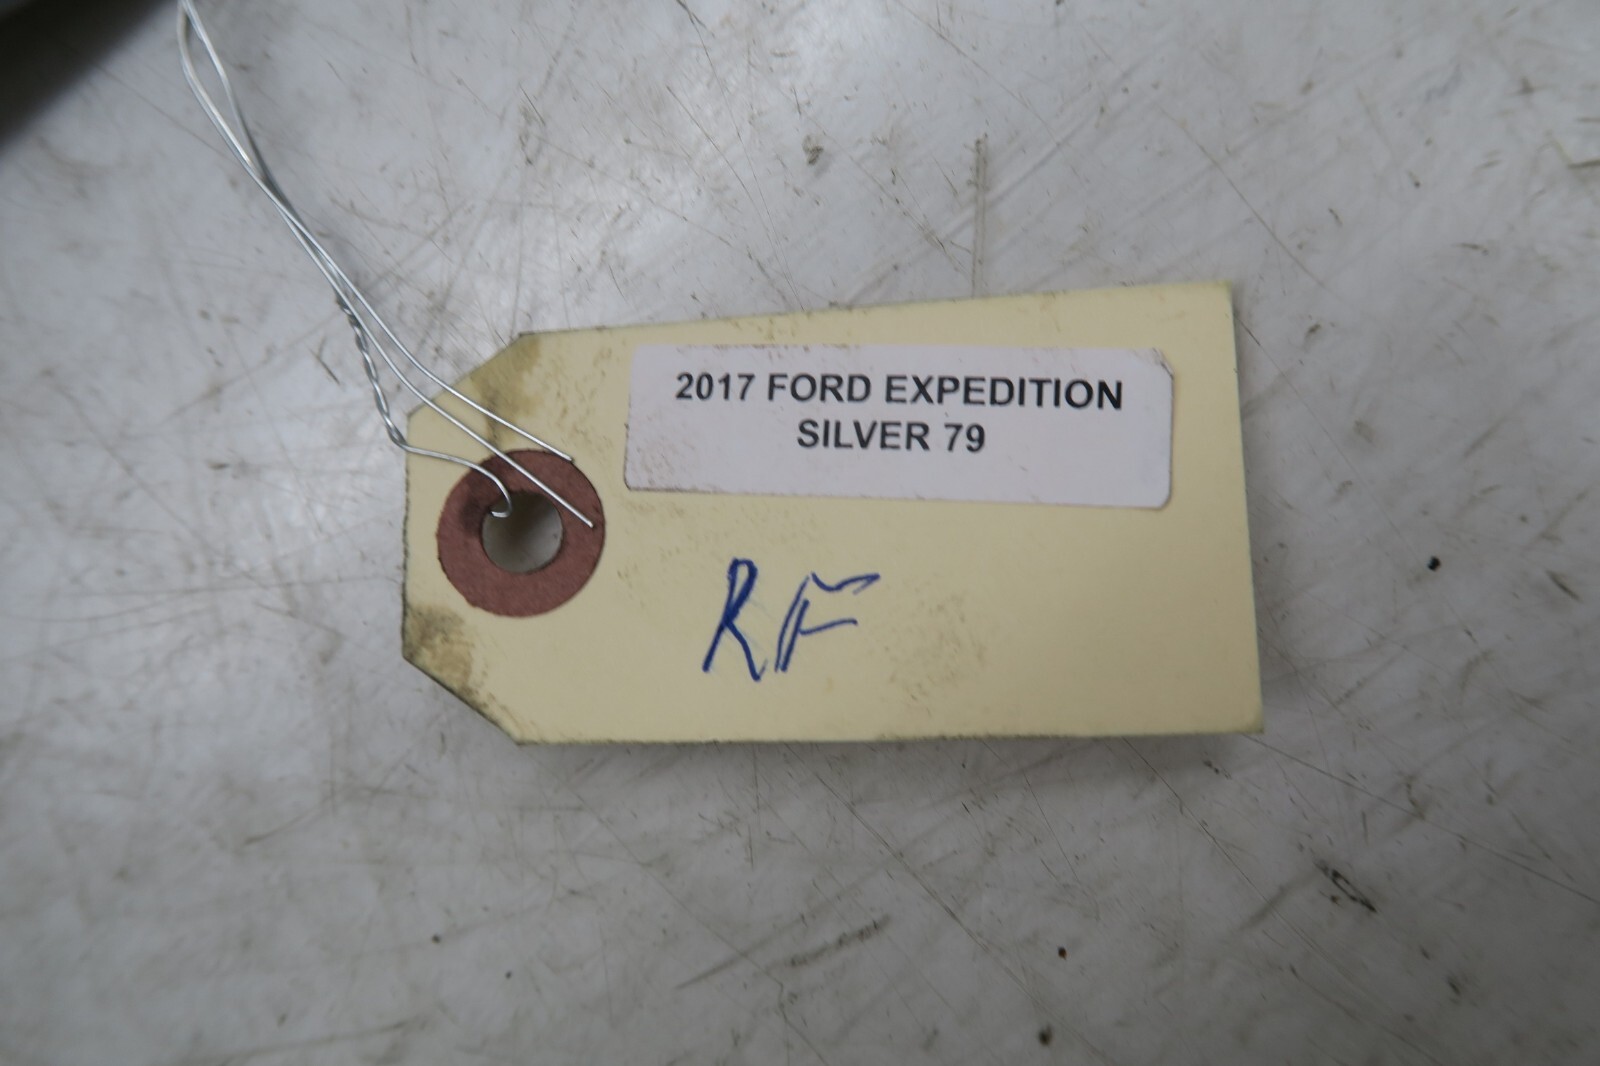 2017 FORD EXPEDITION
SILVER 79
RF